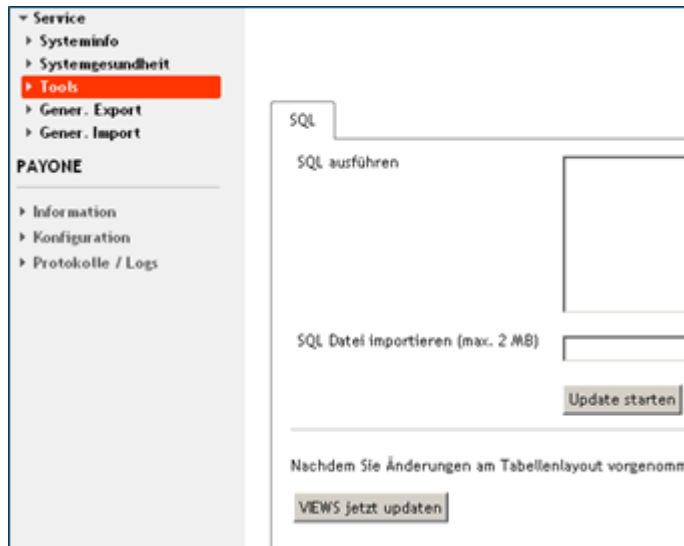 Service
Systeminfo
Systemgesundheit
Tools
Gener. Export
Gener. Import
PAYONE
Information
Konfiguration
Protokolle / Logs
SQL
SQL ausführen
SQL Datei importieren (max. 2 MB)
Update starten
Nachdem Sie Änderungen am Tabellenlayout vorgenomm
VIEWS jetzt updaten